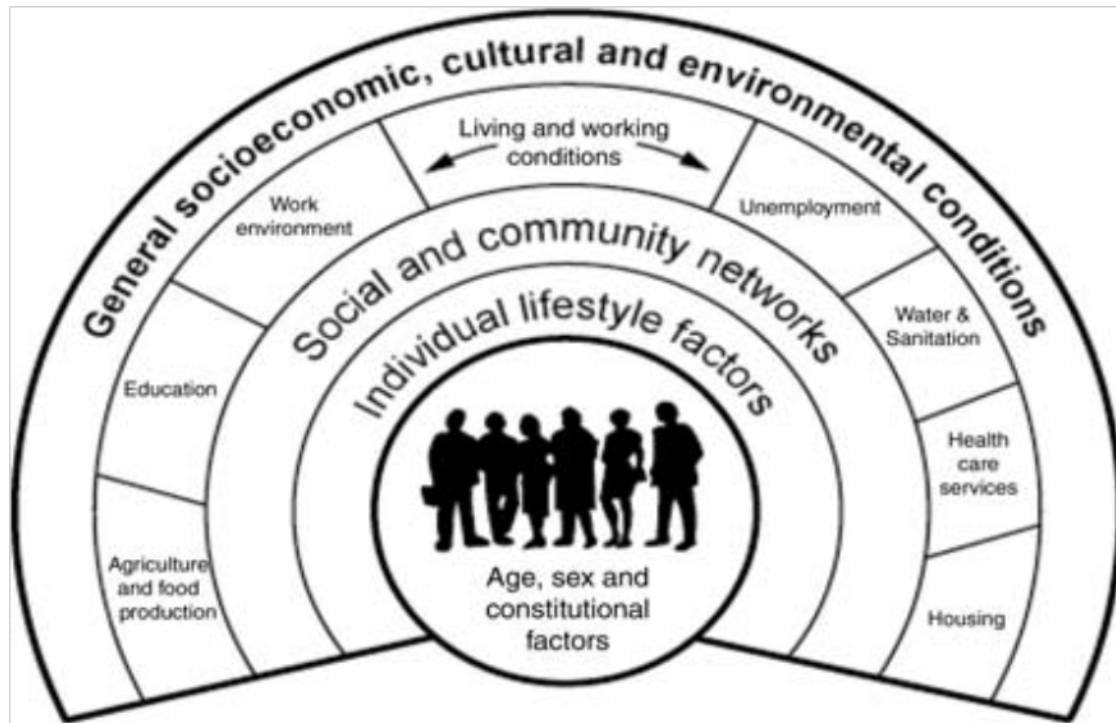 General socioeconomic, cultural and environmental conditions
Living and working
conditions
Work
environment
Unemployment
Education
Water &
Sanitation
Agriculture
and food
production
Health
care
services
Housing
Social and community networks
Individual lifestyle factors
Age, sex and
constitutional
factors